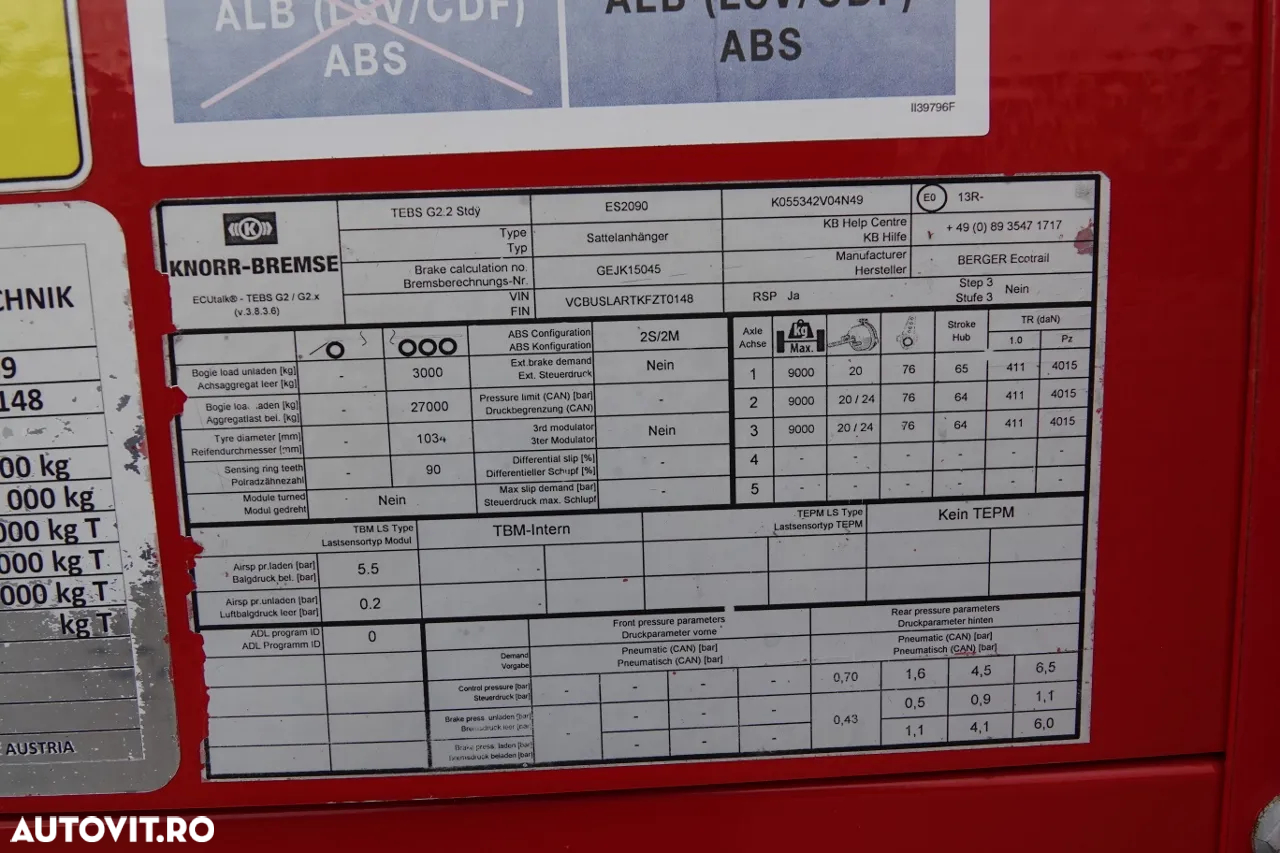 ALB (LSV/CDF)
ABS
ALB (LSV/CDF)
ABS
II39796F
CHNIK
9
148
00 kg
000 kg
000 kg T
000 kg T
000 kg T
kg T
AUSTRIA
KNORR-BREMSE
ECUtalk® - TEBS G2 / G2.x
(v.3.8.3.6)
TEBS G2.2 Stdy ES2090 K055342V04N49 E0 13R-
Type
Typ
Sattelanhänger
KB Help Centre
KB Hilfe
+ 49 (0) 89 3547 1717
Brake calculation no.
Bremsberechnungs-Nr.
GEJK15045
Manufacturer
Hersteller
BERGER Ecotrail
VIN
FIN
VCBUSLARTKFZT0148
RSP Ja
Step 3
Stufe 3
Nein
Bogie load unladen [kg]
Achsaggregat leer [kg]
- 3000
Bogie loa. laden [kg]
Aggregatlast bel. [kg]
- 27000
Tyre diameter [mm]
Reifendurchmesser [mm]
- 1034
Sensing ring teeth
Polradzähnezahl
- 90
Module turned
Modul gedreht
Nein
ABS Configuration
ABS Konfiguration
2S/2M
Ext.brake demand
Ext. Steuerdruck
Nein
Pressure limit (CAN) [bar]
Druckbegrenzung (CAN)
-
3rd modulator
3ter Modulator
Nein
Differential slip [%]
Differentieller Schupf [%]
-
Max slip demand [bar]
Steuerdruck max. Schlupf
-
Axle
Achse
kg
Max.
Stroke
Hub
TR (daN)
1.0 Pz
1 9000 20 76 65 411 4015
2 9000 20 / 24 76 64 411 4015
3 9000 20 / 24 76 64 411 4015
4 - - - - - -
5 - - - - - -
TBM LS Type
Lastsensortyp Modul
TBM-Intern
TEPM LS Type
Lastsensortyp TEPM
Kein TEPM
Airsp pr.laden [bar]
Balgdruck bel. [bar]
5.5
Airsp pr.unladen [bar]
Luftbalgdruck leer [bar]
0.2
ADL program ID
ADL Programm ID
0
Front pressure parameters
Druckparameter vorne
Rear pressure parameters
Druckparameter hinten
Demand
Vorgabe
Pneumatic (CAN) [bar]
Pneumatisch (CAN) [bar]
Pneumatic (CAN) [bar]
Pneumatisch (CAN) [bar]
Control pressure [bar]
Steuerdruck [bar]
- - - - 0,70 1,6 4,5 6,5
Brake press. unladen [bar]
Bremsdruck leer [bar]
- - - - 0,43 0,5 0,9 1,1
Brake press. laden [bar]
Bremsdruck beladen [bar]
- - - 1,1 4,1 6,0
AUTOVIT.RO